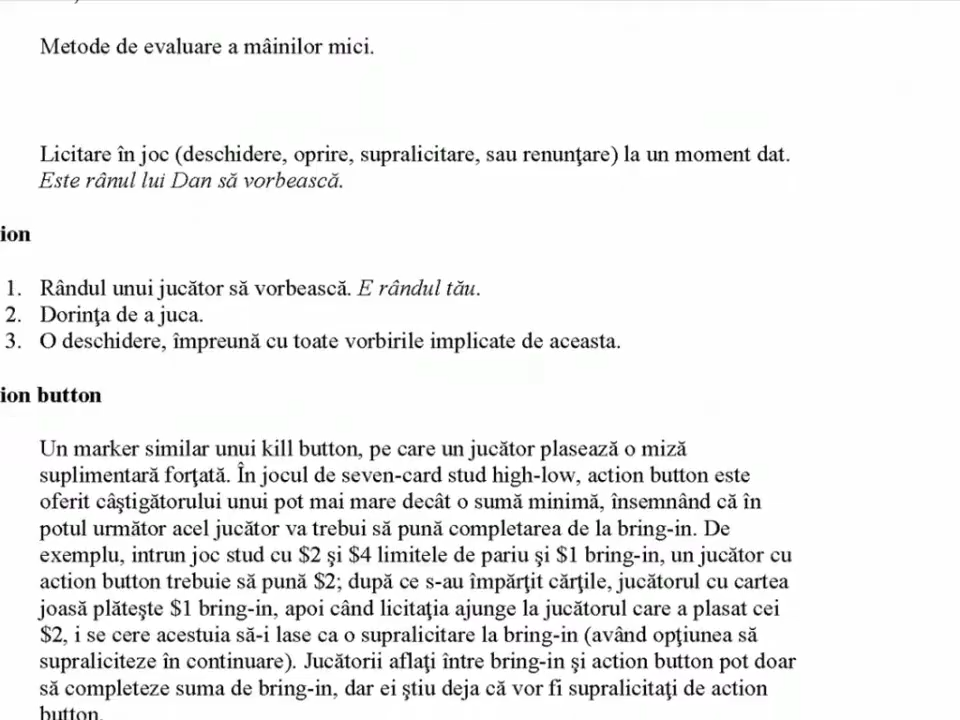 Metode de evaluare a mâinilor mici.
Licitare în joc (deschidere, oprire, supralicitare, sau renunţare) la un moment dat.
Este rânul lui Dan să vorbească.
ion
1. Rândul unui jucător să vorbească. E rândul tău.
2. Dorinţa de a juca.
3. O deschidere, împreună cu toate vorbirile implicate de aceasta.
ion button
Un marker similar unui kill button, pe care un jucător plasează o miză
suplimentară forţată. În jocul de seven-card stud high-low, action button este
oferit câştigătorului unui pot mai mare decât o sumă minimă, însemnând că în
potul următor acel jucător va trebui să pună completarea de la bring-in. De
exemplu, intrun joc stud cu $2 şi $4 limitele de pariu şi $1 bring-in, un jucător cu
action button trebuie să pună $2; după ce s-au împărţit cărţile, jucătorul cu cartea
joasă plăteşte $1 bring-in, apoi când licitaţia ajunge la jucătorul care a plasat cei
$2, i se cere acestuia să-i lase ca o supralicitare la bring-in (având opţiunea să
supraliciteze în continuare). Jucătorii aflaţi între bring-in şi action button pot doar
să completeze suma de bring-in, dar ei ştiu deja că vor fi supralicitaţi de action
button.